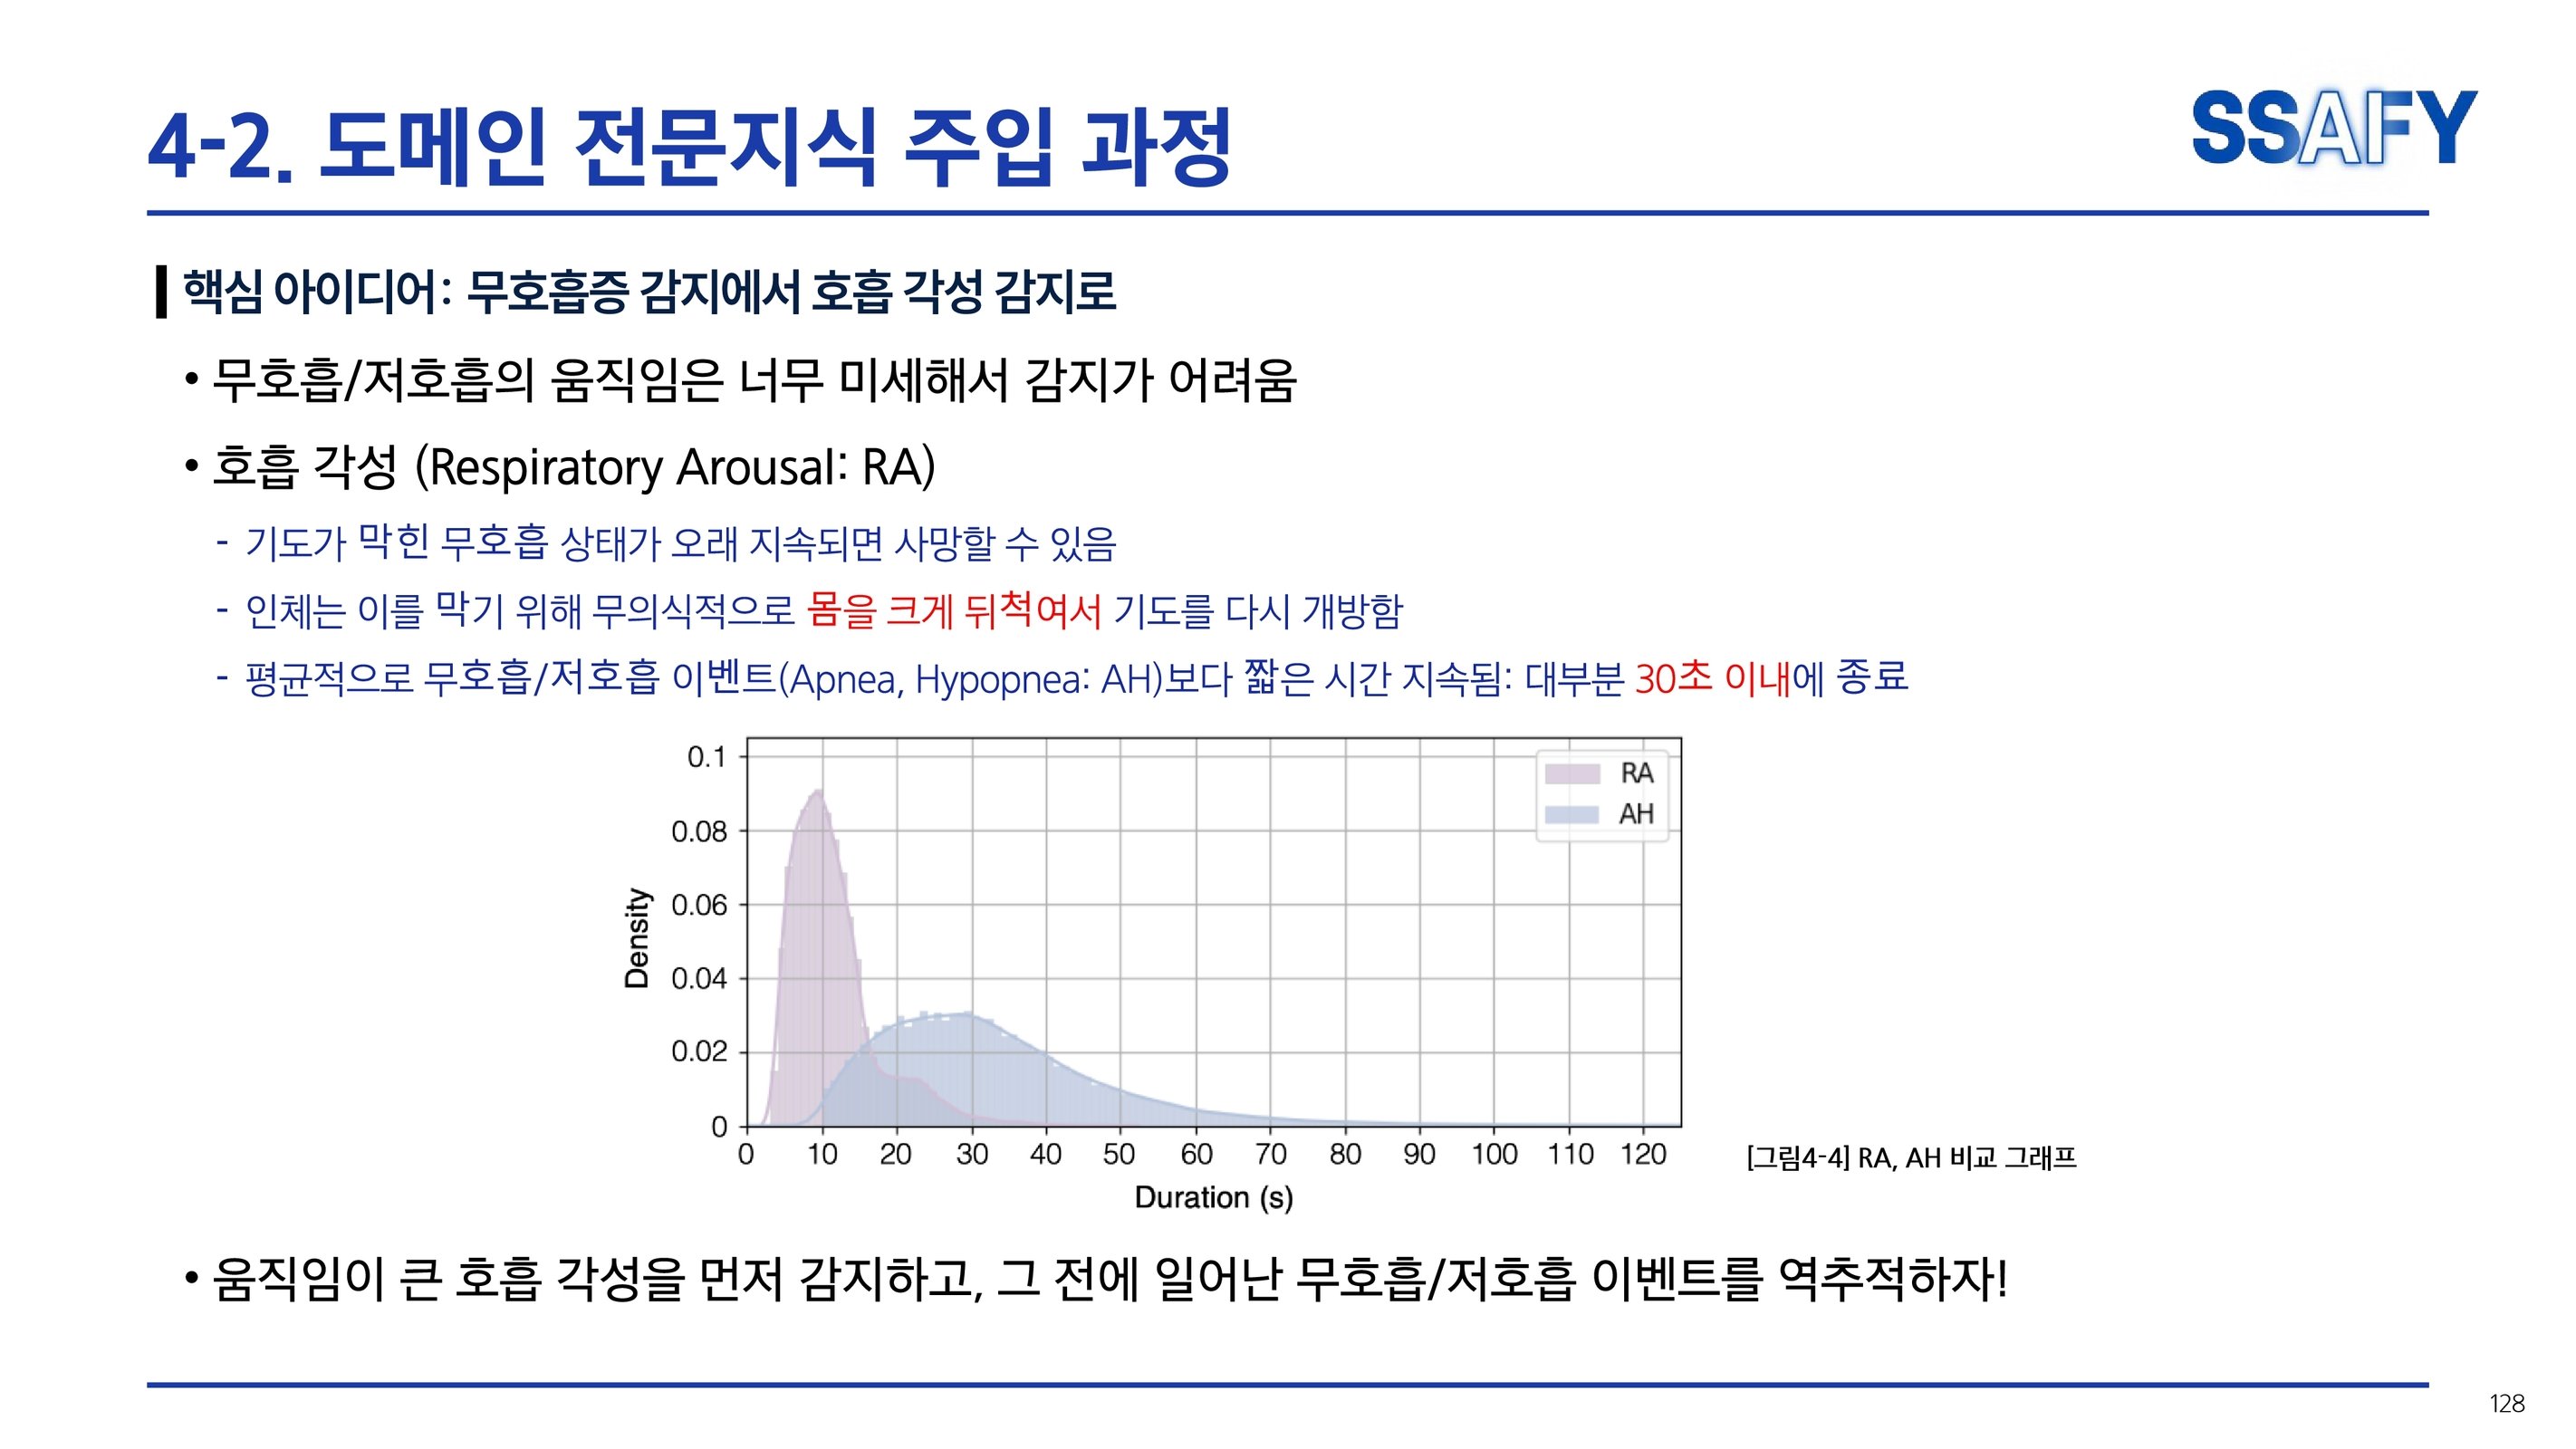 4-2. 도메인 전문지식 주입 과정
SSAFY
핵심 아이디어: 무호흡증 감지에서 호흡 각성 감지로
• 무호흡/저호흡의 움직임은 너무 미세해서 감지가 어려움
• 호흡 각성 (Respiratory Arousal: RA)
- 기도가 막힌 무호흡 상태가 오래 지속되면 사망할 수 있음
- 인체는 이를 막기 위해 무의식적으로 몸을 크게 뒤척여서 기도를 다시 개방함
- 평균적으로 무호흡/저호흡 이벤트(Apnea, Hypopnea: AH)보다 짧은 시간 지속됨: 대부분 30초 이내에 종료
0.1
0.08
0.06
0.04
0.02
0
Density
RA
AH
0 10 20 30 40 50 60 70 80 90 100 110 120
Duration (s)
[그림4-4] RA, AH 비교 그래프
• 움직임이 큰 호흡 각성을 먼저 감지하고, 그 전에 일어난 무호흡/저호흡 이벤트를 역추적하자!
128